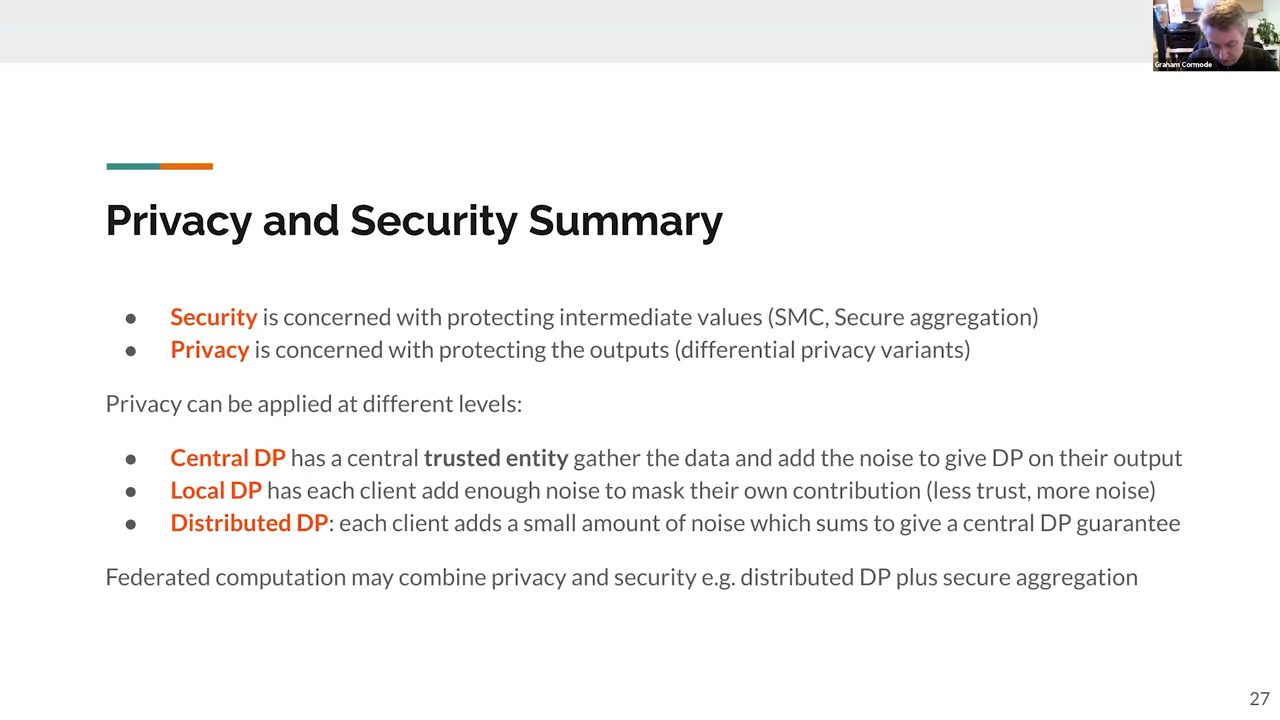 Graham Cormode
Privacy and Security Summary
● Security is concerned with protecting intermediate values (SMC, Secure aggregation)
● Privacy is concerned with protecting the outputs (differential privacy variants)
Privacy can be applied at different levels:
● Central DP has a central trusted entity gather the data and add the noise to give DP on their output
● Local DP has each client add enough noise to mask their own contribution (less trust, more noise)
● Distributed DP: each client adds a small amount of noise which sums to give a central DP guarantee
Federated computation may combine privacy and security e.g. distributed DP plus secure aggregation
27